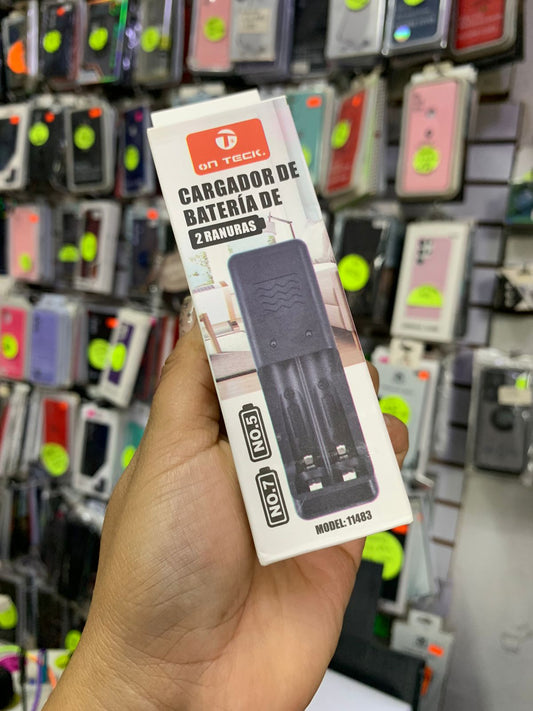 on TECK.
CARGADOR DE
BATERÍA DE
2 RANURAS
NO.5
NO.7
MODEL:11483